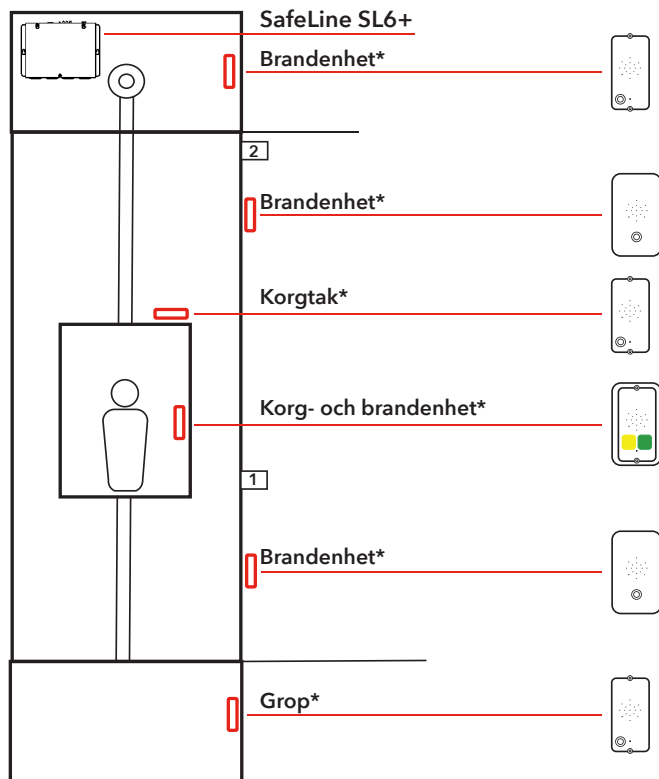 SafeLine SL6+
Brandenhet*
2
Brandenhet*
Korgtak*
Korg- och brandenhet*
1
Brandenhet*
Grop*